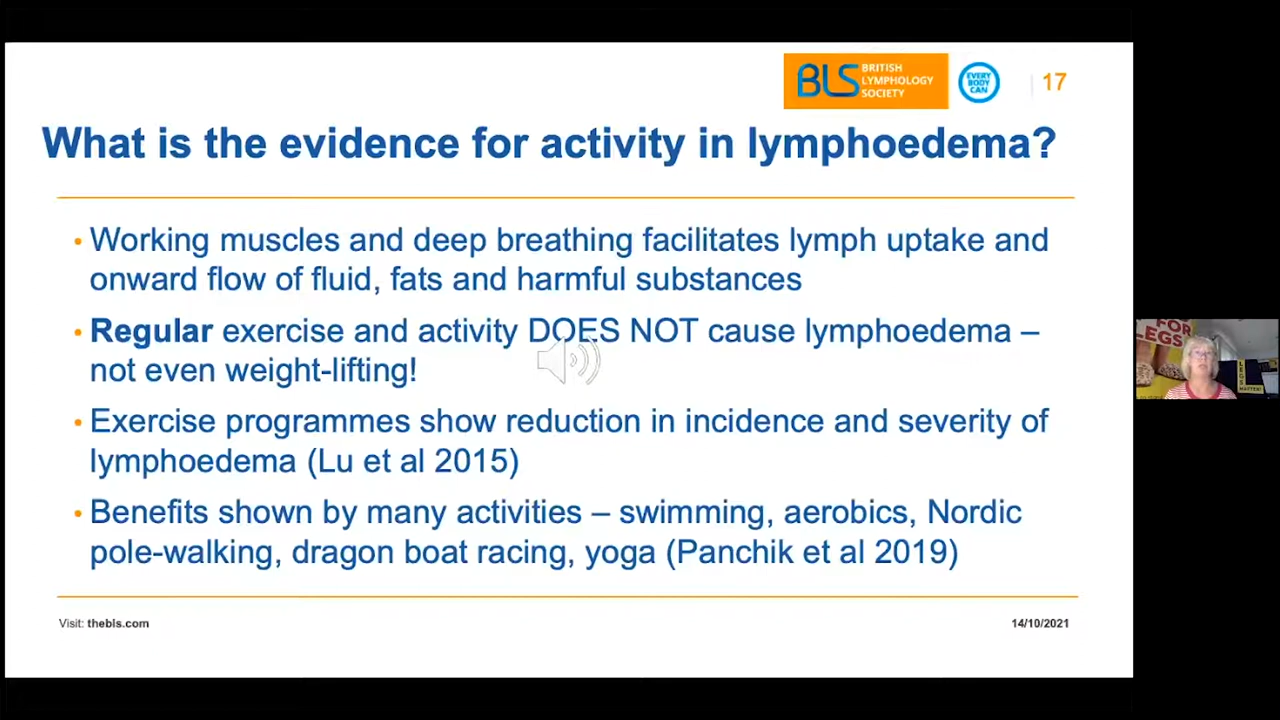 BLS BRITISH
LYMPHOLOGY
SOCIETY
EVERY
BODY
CAN
17
What is the evidence for activity in lymphoedema?
• Working muscles and deep breathing facilitates lymph uptake and
onward flow of fluid, fats and harmful substances
• Regular exercise and activity DOES NOT cause lymphoedema –
not even weight-lifting!
• Exercise programmes show reduction in incidence and severity of
lymphoedema (Lu et al 2015)
• Benefits shown by many activities – swimming, aerobics, Nordic
pole-walking, dragon boat racing, yoga (Panchik et al 2019)
Visit: thebls.com
14/10/2021
FOR
LEGS